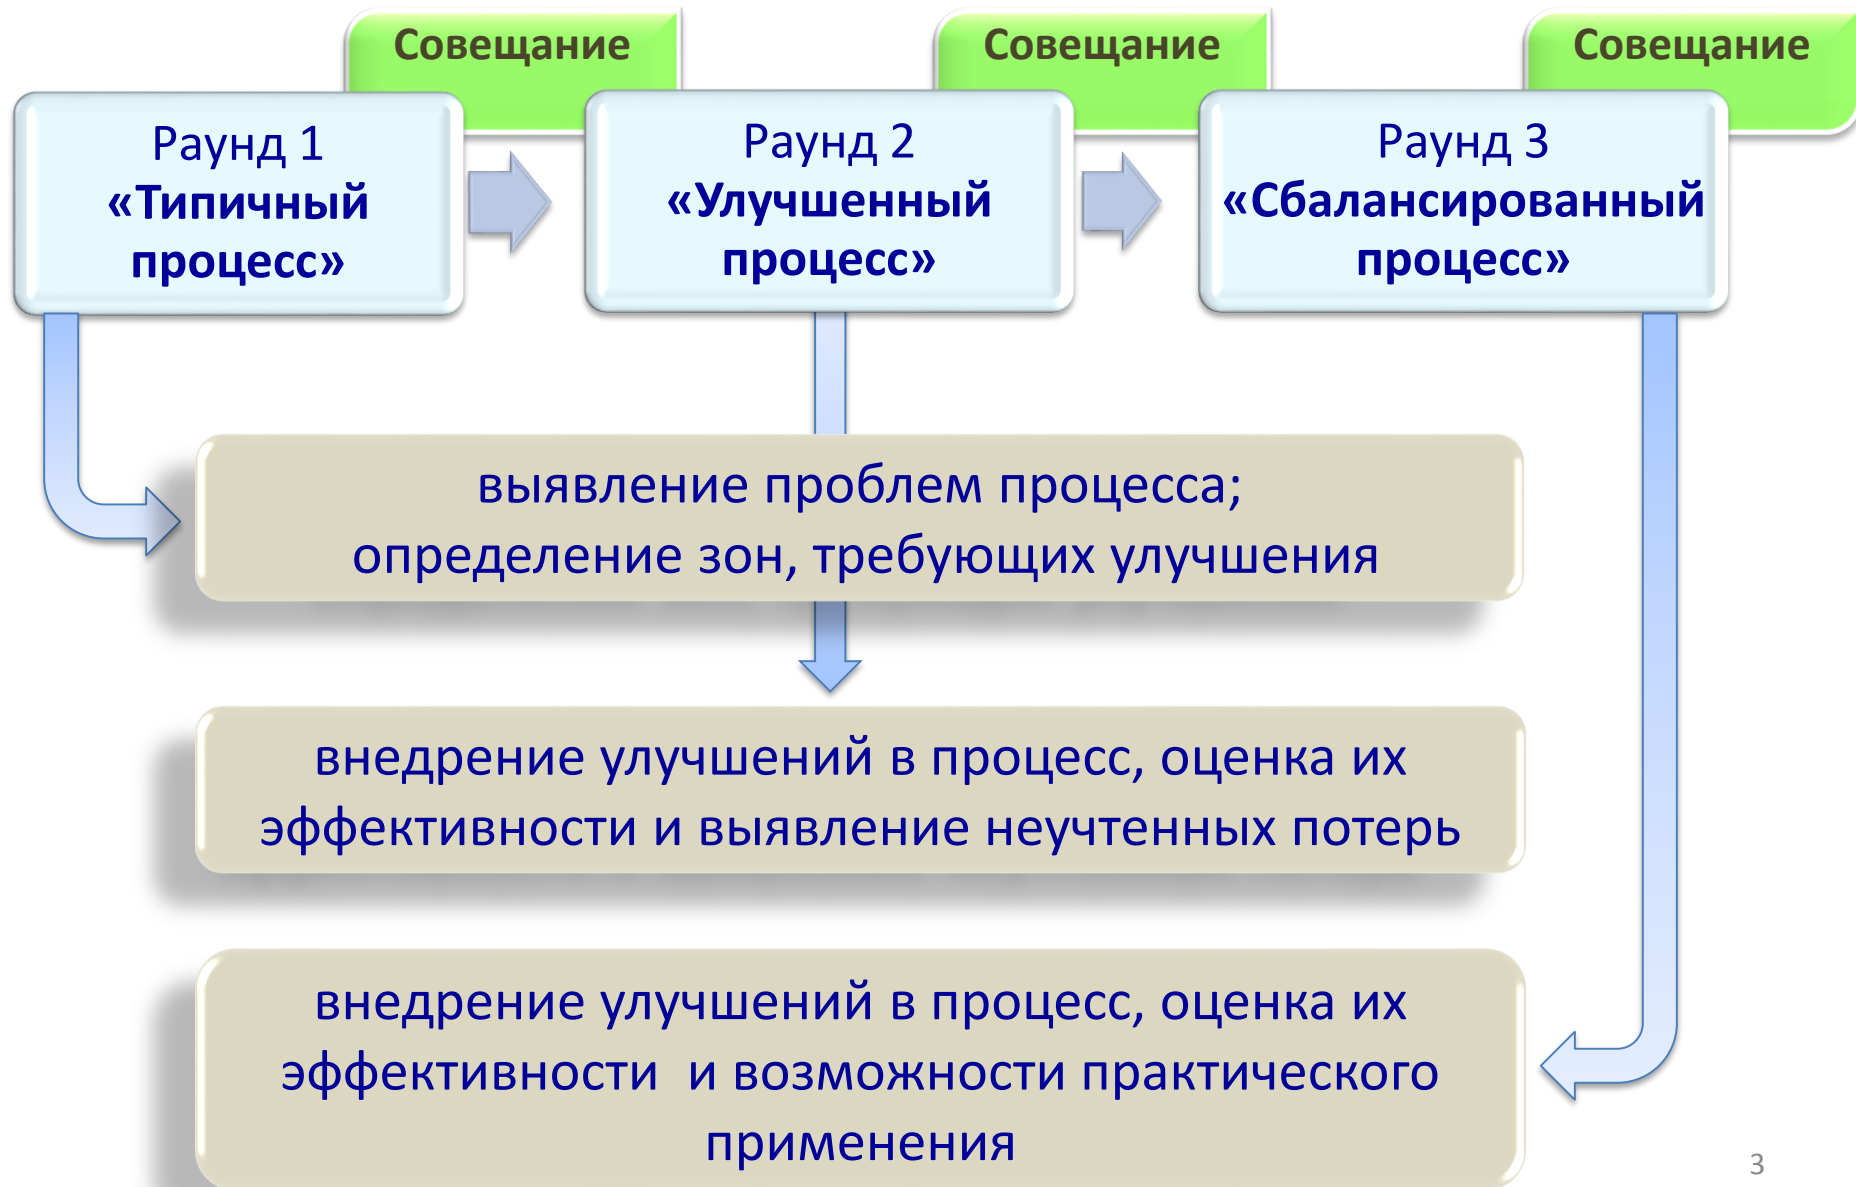 Совещание
Совещание
Совещание
Раунд 1
«Типичный
процесс»
Раунд 2
«Улучшенный
процесс»
Раунд 3
«Сбалансированный
процесс»
выявление проблем процесса;
определение зон, требующих улучшения
внедрение улучшений в процесс, оценка их
эффективности и выявление неучтенных потерь
внедрение улучшений в процесс, оценка их
эффективности  и возможности практического
применения
3